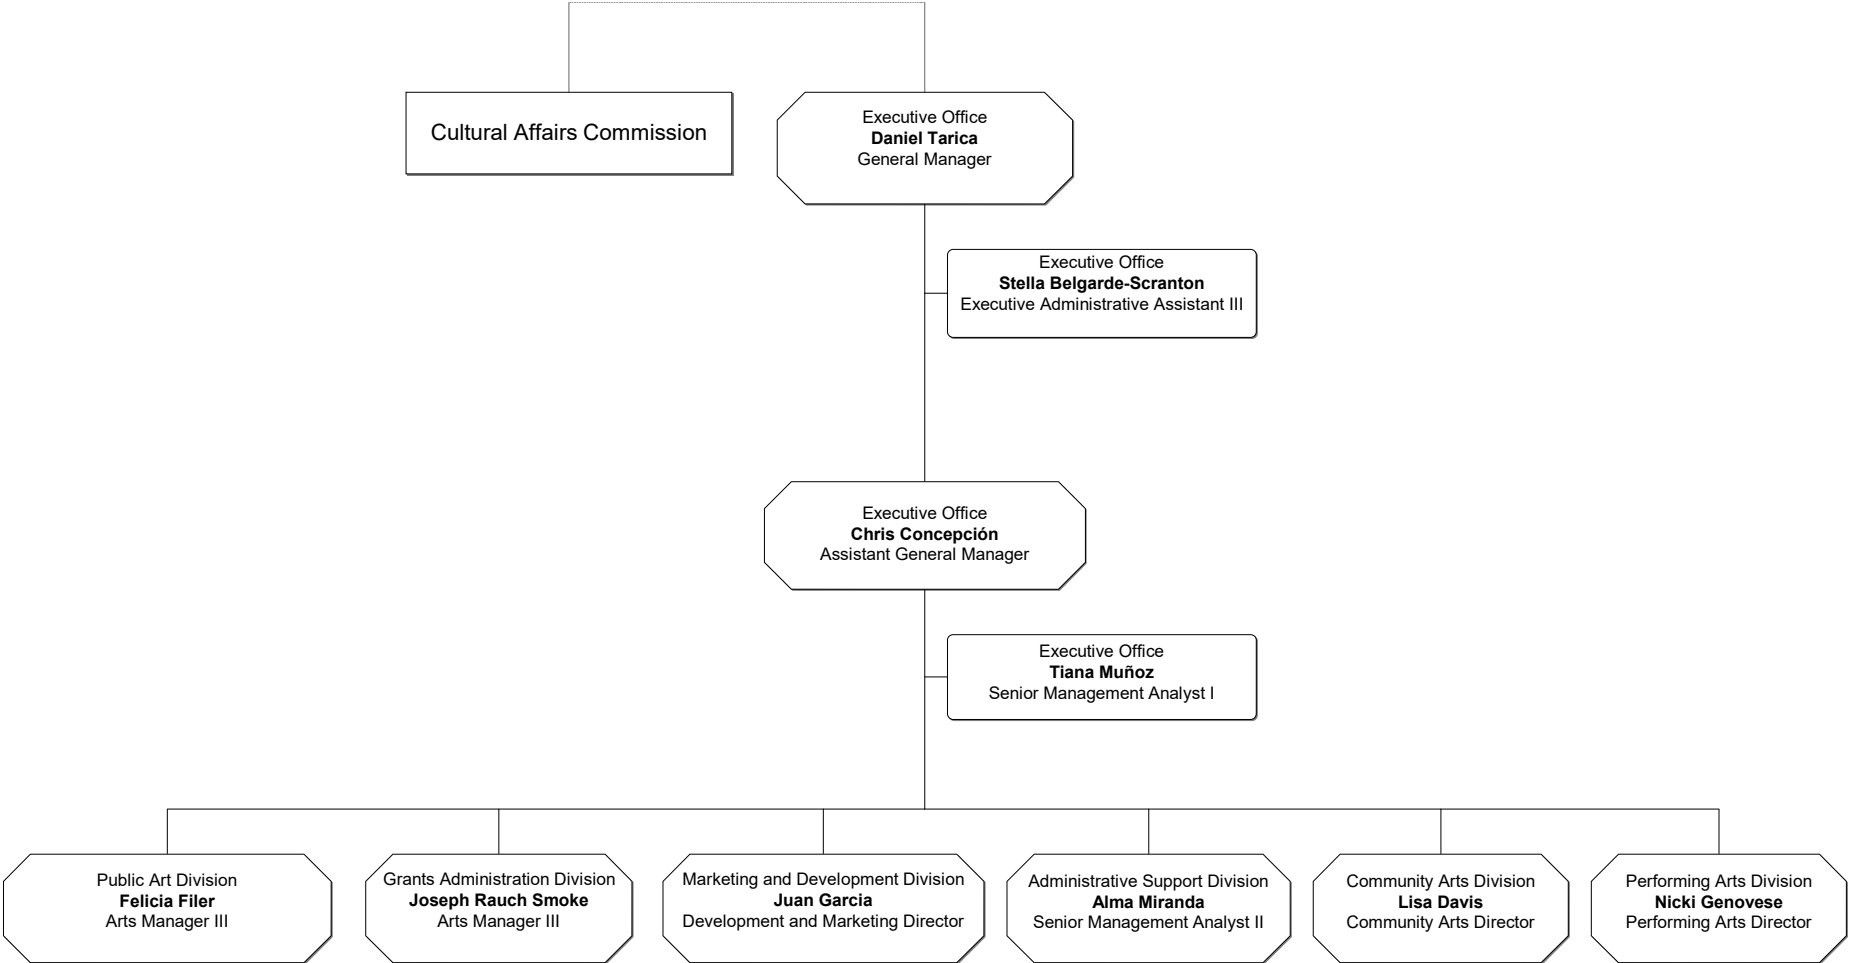 Cultural Affairs Commission
Executive Office
Daniel Tarica
General Manager
Executive Office
Stella Belgarde-Scranton
Executive Administrative Assistant III
Executive Office
Chris Concepción
Assistant General Manager
Executive Office
Tiana Muñoz
Senior Management Analyst I
Public Art Division
Felicia Filer
Arts Manager III
Grants Administration Division
Joseph Rauch Smoke
Arts Manager III
Marketing and Development Division
Juan Garcia
Development and Marketing Director
Administrative Support Division
Alma Miranda
Senior Management Analyst II
Community Arts Division
Lisa Davis
Community Arts Director
Performing Arts Division
Nicki Genovese
Performing Arts Director